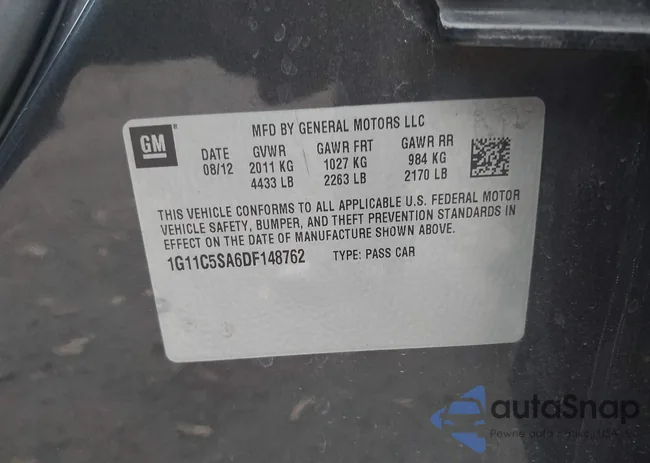 GM
MFD BY GENERAL MOTORS LLC
DATE GVWR GAWR FRT GAWR RR
08/12 2011 KG 1027 KG 984 KG
4433 LB 2263 LB 2170 LB
THIS VEHICLE CONFORMS TO ALL APPLICABLE U.S. FEDERAL MOTOR
VEHICLE SAFETY, BUMPER, AND THEFT PREVENTION STANDARDS IN
EFFECT ON THE DATE OF MANUFACTURE SHOWN ABOVE.
1G11C5SA6DF148762 TYPE: PASS CAR
autoSnap
Pewne auto